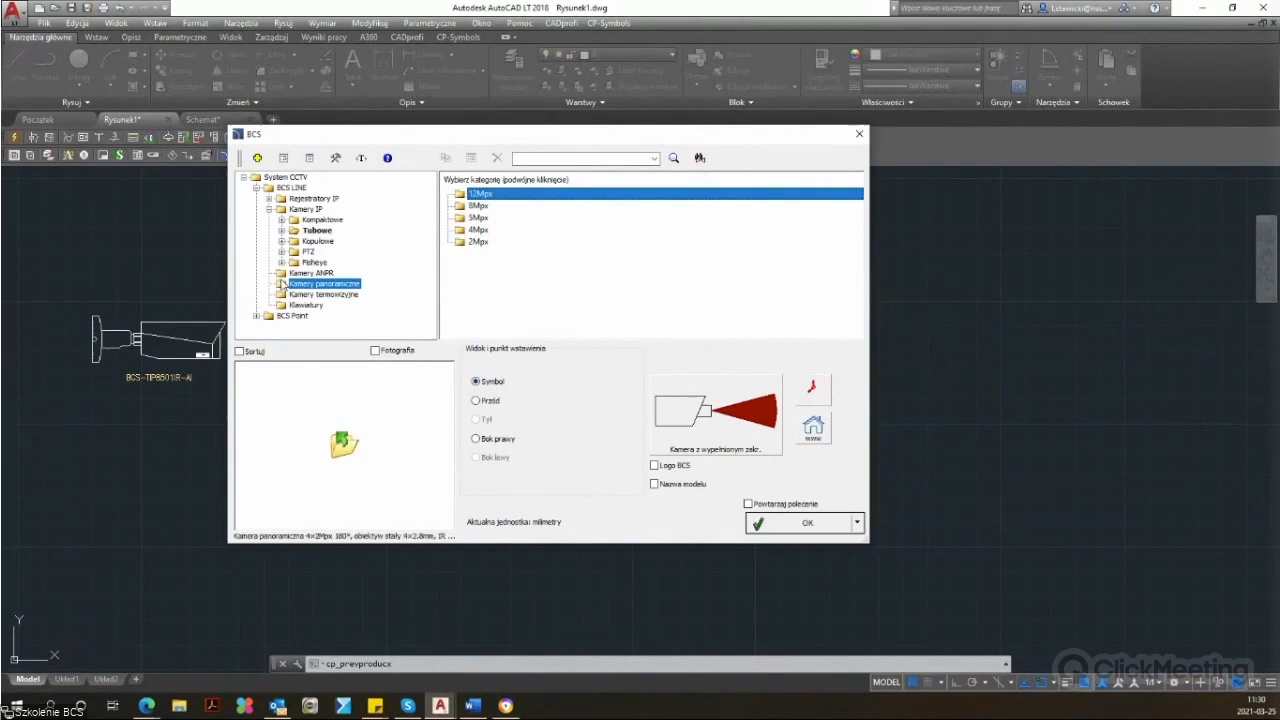 Autodesk AutoCAD LT 2018 Rysunek1.dwg
Wpisz słowo kluczowe lub frazę
l.stawicki@nss...
Plik Edycja Widok Wstaw Format Narzędzia Rysuj Wymiar Modyfikuj Parametryczne Okno Pomoc CADprofi CP-Symbols
Narzędzia główne Wstaw Opis Parametryczne Widok Zarządzaj Wyniki pracy A360 CADprofi CP-Symbols
Rysuj Zmień Opis Warstwy Blok Właściwości Grupy Narzędzia Schowek
Początek Rysunek1* Schemat*
BCS
System CCTV
BCS LINE
Rejestratory IP
Kamery IP
Kompaktowe
Tubowe
Kopułowe
PTZ
Fisheye
Kamery ANPR
Kamery panoramiczne
Kamery termowizyjne
Klawiatury
BCS Point
Wybierz kategorię (podwójne kliknięcie)
12Mpx
8Mpx
5Mpx
4Mpx
2Mpx
Sortuj Fotografia
Widok i punkt wstawienia
Symbol
Przód
Tył
Bok prawy
Bok lewy
Kamera z wypełnionym zakr.
www
Logo BCS
Nazwa modelu
Powtarzaj polecenie
Aktualna jednostka: milimetry
OK
Kamera panoramiczna 4×2Mpx 180°, obiektyw stały 4×2.8mm, IR ...
BCS-TIP8501IR-AI
Y
X
cp_prevproducx
ClickMeeting
Model Układ1 Układ2
MODEL
1:1
Szkolenie BCS
11:30
2021-03-25